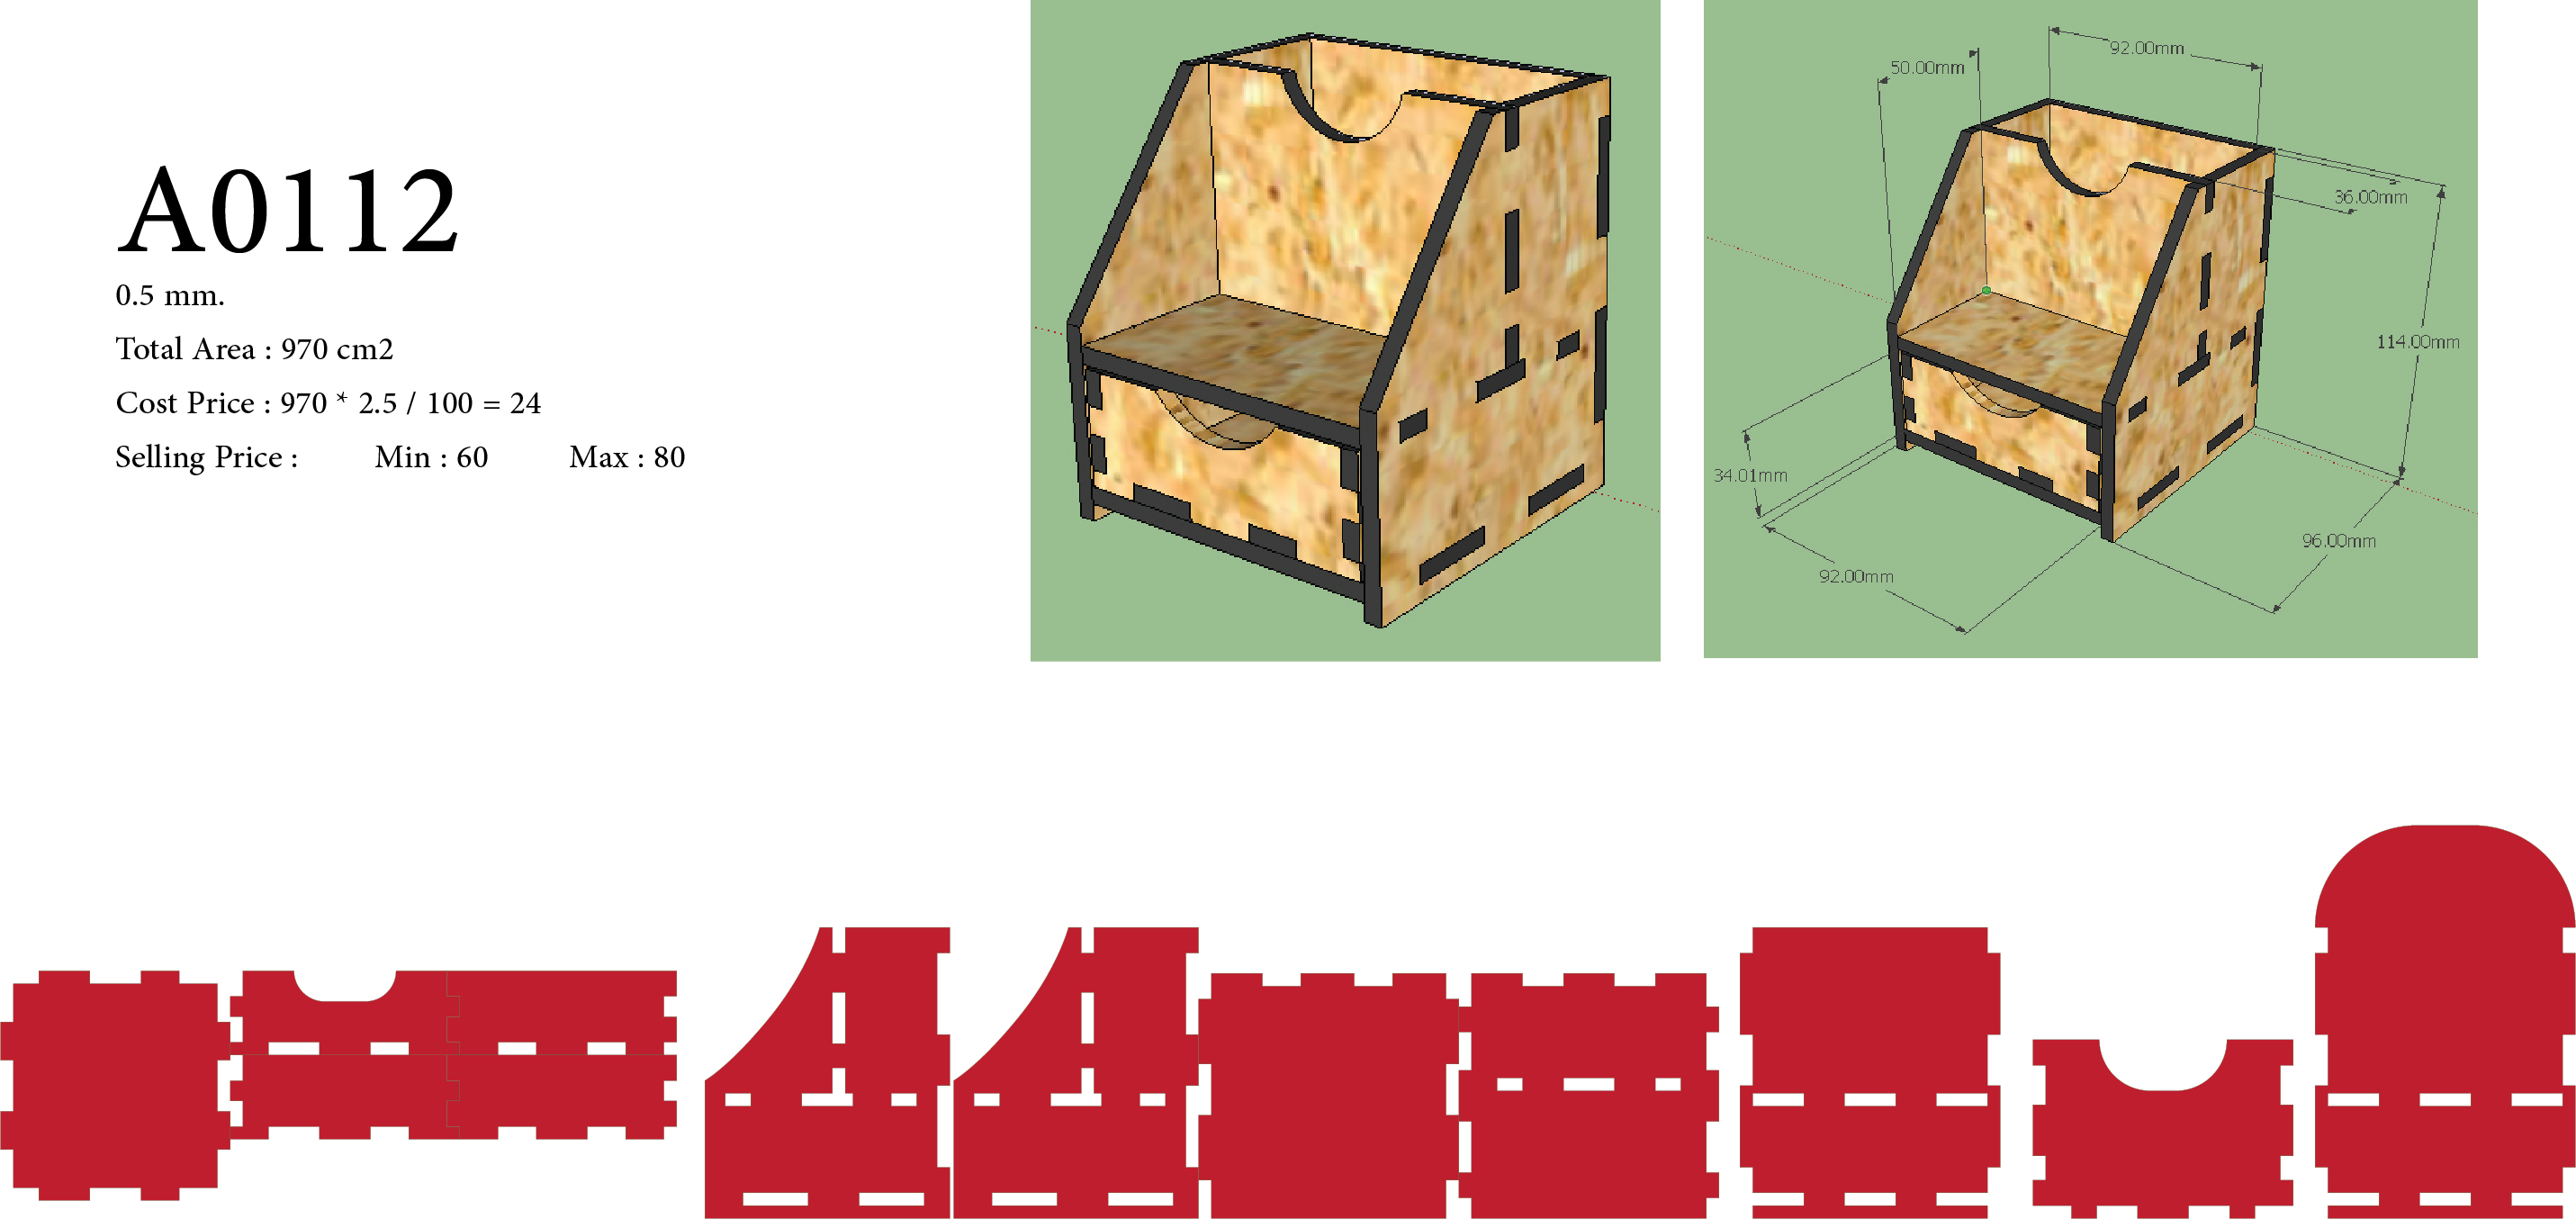 A0112
0.5 mm.
Total Area : 970 cm2
Cost Price : 970 * 2.5 / 100 = 24
Selling Price : Min : 60 Max : 80
92.00mm
50.00mm
36.00mm
114.00mm
34.01mm
96.00mm
92.00mm